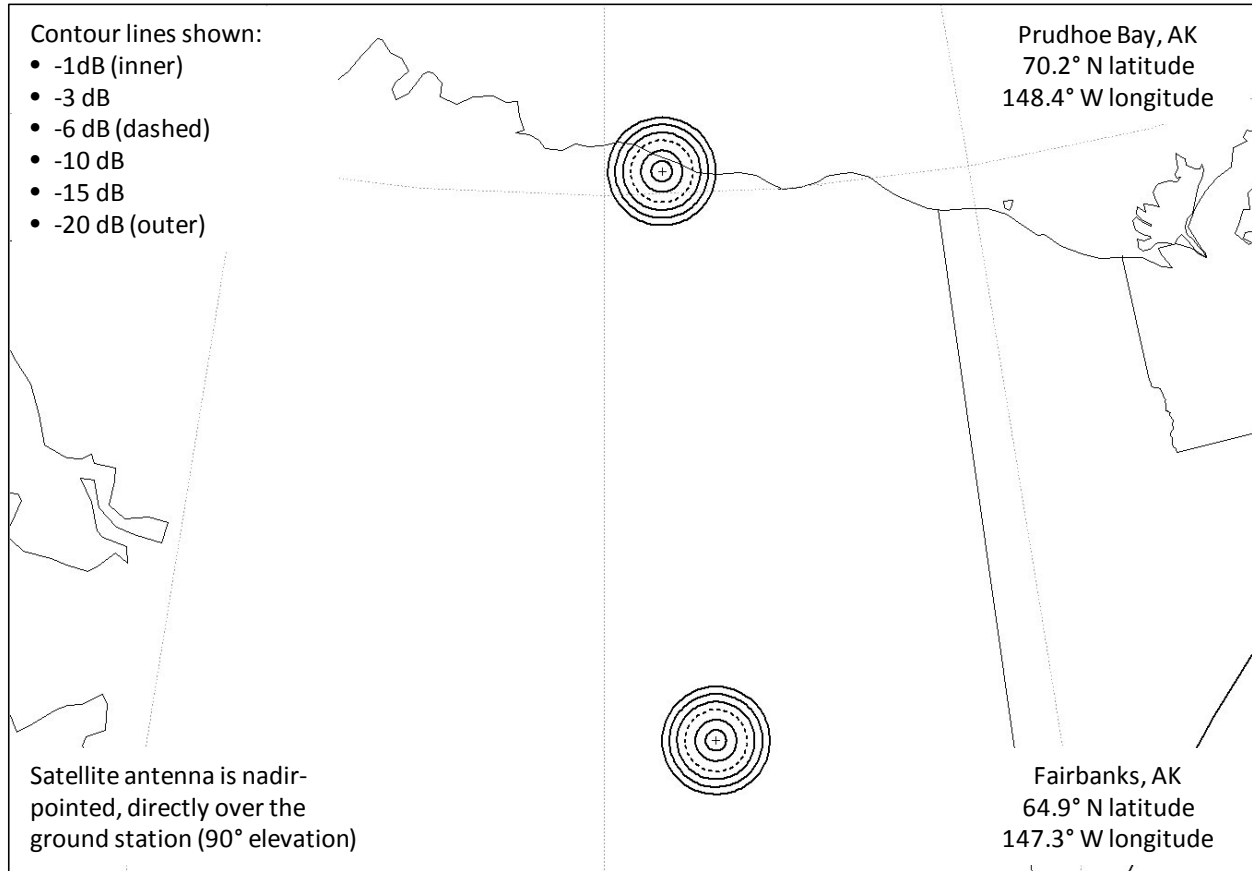 Contour lines shown:
• -1dB (inner)
• -3 dB
• -6 dB (dashed)
• -10 dB
• -15 dB
• -20 dB (outer)
Prudhoe Bay, AK
70.2° N latitude
148.4° W longitude
Satellite antenna is nadir-
pointed, directly over the
ground station (90° elevation)
Fairbanks, AK
64.9° N latitude
147.3° W longitude